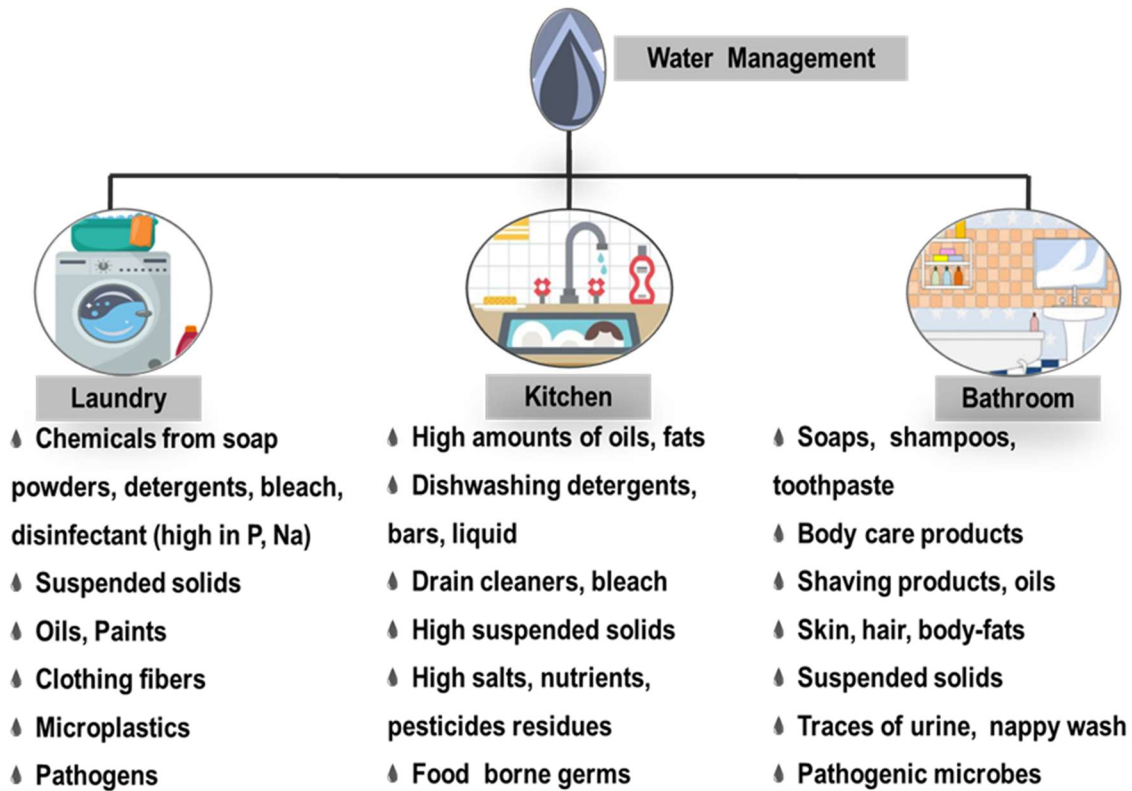 Water Management
Laundry
Chemicals from soap
powders, detergents, bleach,
disinfectant (high in P, Na)
Suspended solids
Oils, Paints
Clothing fibers
Microplastics
Pathogens
Kitchen
High amounts of oils, fats
Dishwashing detergents,
bars, liquid
Drain cleaners, bleach
High suspended solids
High salts, nutrients,
pesticides residues
Food borne germs
Bathroom
Soaps, shampoos,
toothpaste
Body care products
Shaving products, oils
Skin, hair, body-fats
Suspended solids
Traces of urine, nappy wash
Pathogenic microbes